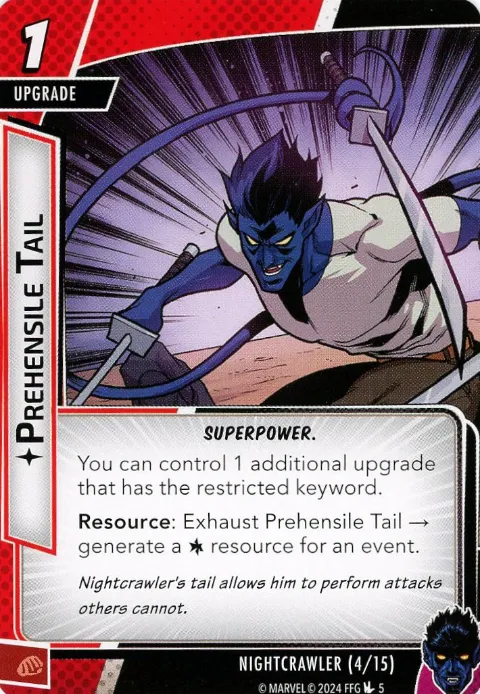 1
UPGRADE
PREHENSILE TAIL
SUPERPOWER.
You can control 1 additional upgrade
that has the restricted keyword.
Resource: Exhaust Prehensile Tail →
generate a resource for an event.
Nightcrawler's tail allows him to perform attacks
others cannot.
NIGHTCRAWLER (4/15)
© MARVEL © 2024 FFG 5